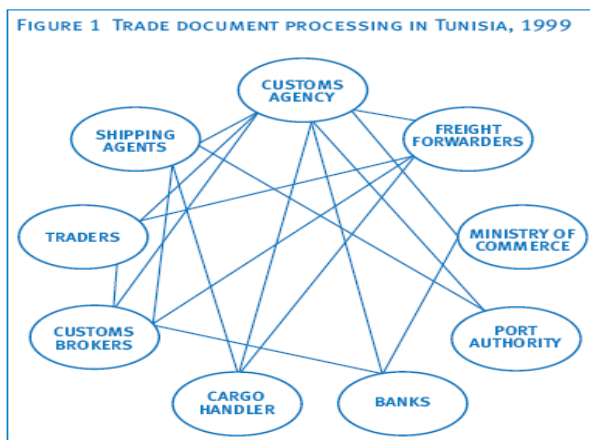 FIGURE 1 TRADE DOCUMENT PROCESSING IN TUNISIA, 1999
CUSTOMS
AGENCY
SHIPPING
AGENTS
FREIGHT
FORWARDERS
TRADERS
MINISTRY OF
COMMERCE
CUSTOMS
BROKERS
PORT
AUTHORITY
CARGO
HANDLER
BANKS